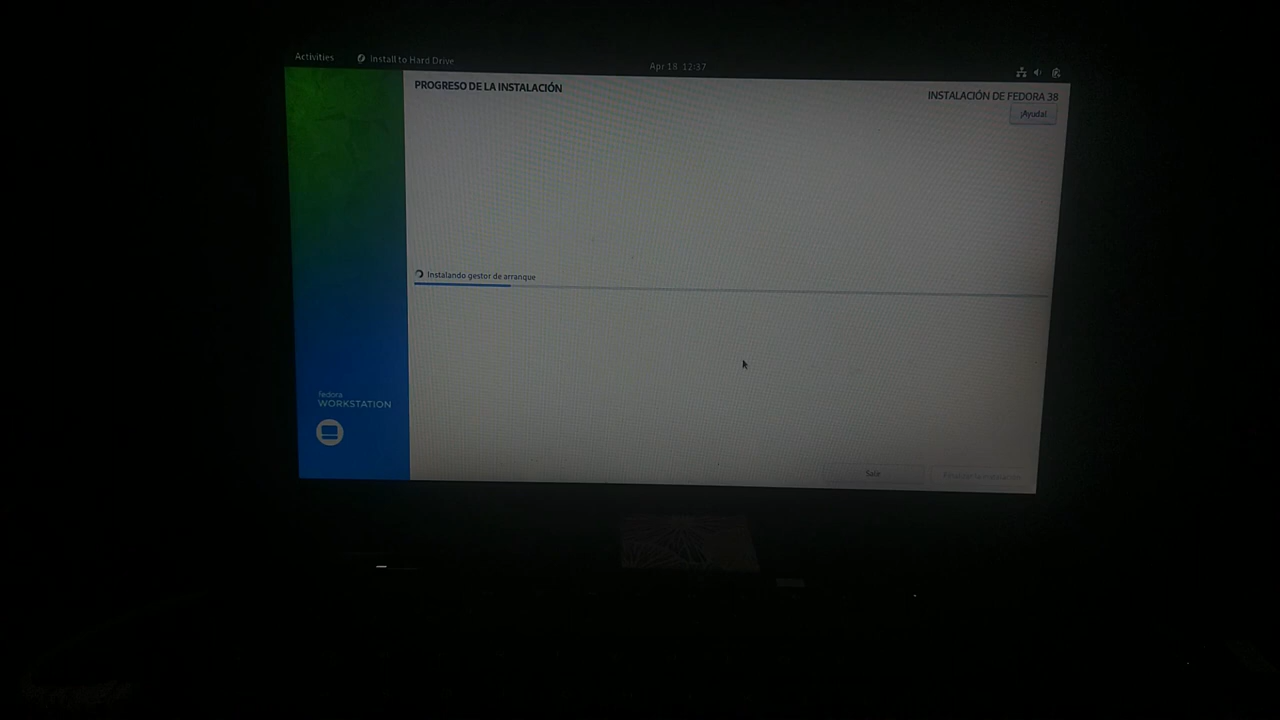 Activities
Install to Hard Drive
Apr 18 12:37
PROGRESO DE LA INSTALACIÓN
INSTALACIÓN DE FEDORA 38
¡Ayuda!
Instalando gestor de arranque
fedora
WORKSTATION
Salir